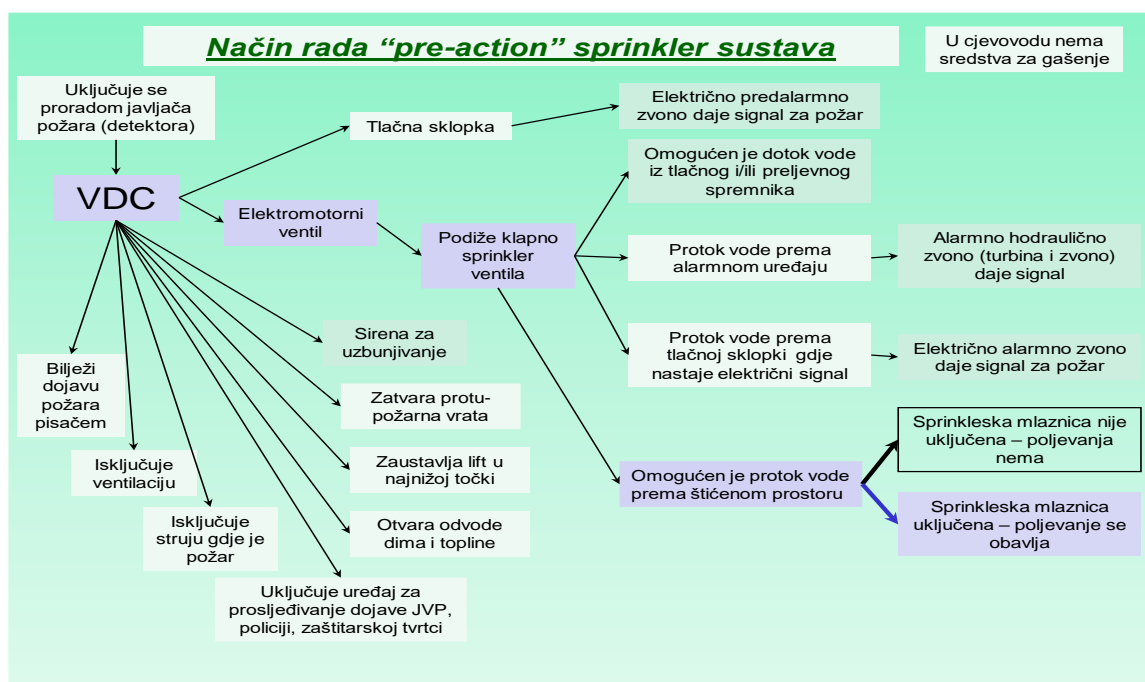 Način rada “pre-action” sprinkler sustava
U cjevovodu nema
sredstva za gašenje
Uključuje se
proradom javljača
požara (detektora)
VDC
Tlačna sklopka
Električno predalarmno
zvono daje signal za požar
Elektromotorni
ventil
Podiže klapno
sprinkler
ventila
Omogućen je dotok vode
iz tlačnog i/ili preljevnog
spremnika
Protok vode prema
alarmnom uređaju
Alarmno hodraulično
zvono (turbina i zvono)
daje signal
Protok vode prema
tlačnoj sklopki gdje
nastaje električni signal
Električno alarmno zvono
daje signal za požar
Sirena za
uzbunjivanje
Bilježi
dojavu
požara
pisačem
Zatvara protu-
požarna vrata
Isključuje
ventilaciju
Zaustavlja lift u
najnižoj točki
Omogućen je protok vode
prema štićenom prostoru
Sprinkleska mlaznica nije
uključena – poljevanja
nema
Sprinkleska mlaznica
uključena – poljevanje se
obavlja
Isključuje
struju gdje je
požar
Otvara odvode
dima i topline
Uključuje uređaj za
prosljeđivanje dojave JVP,
policiji, zaštitarskoj tvrtci